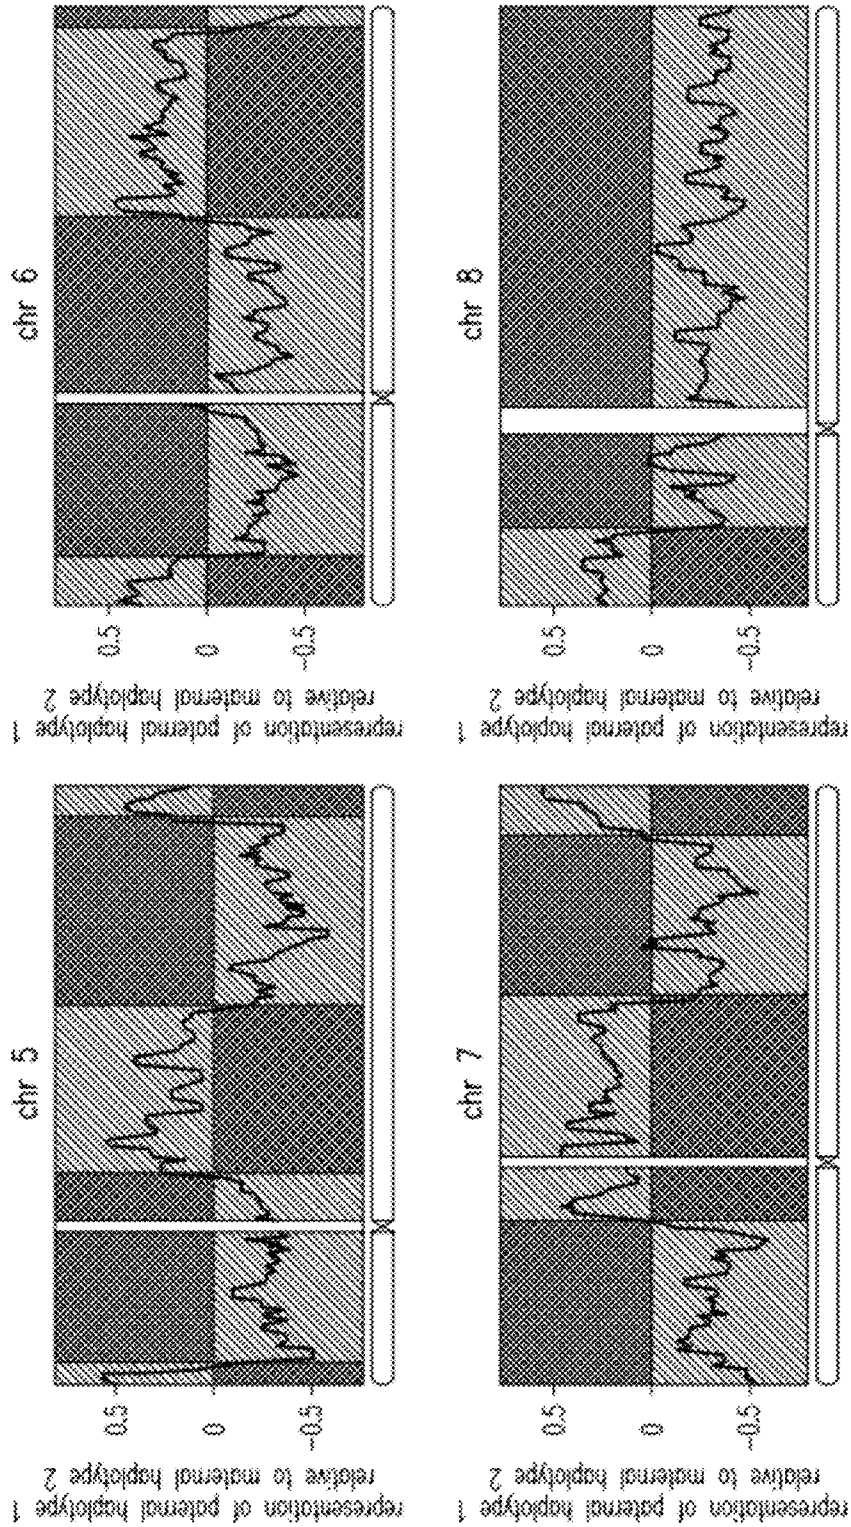 chr 5
0.5
0
-0.5
representation of paternal haplotype 1
relative to maternal haplotype 2
chr 6
0.5
0
-0.5
representation of paternal haplotype 1
relative to maternal haplotype 2
chr 7
0.5
0
-0.5
representation of paternal haplotype 1
relative to maternal haplotype 2
chr 8
0.5
0
-0.5
representation of paternal haplotype 1
relative to maternal haplotype 2